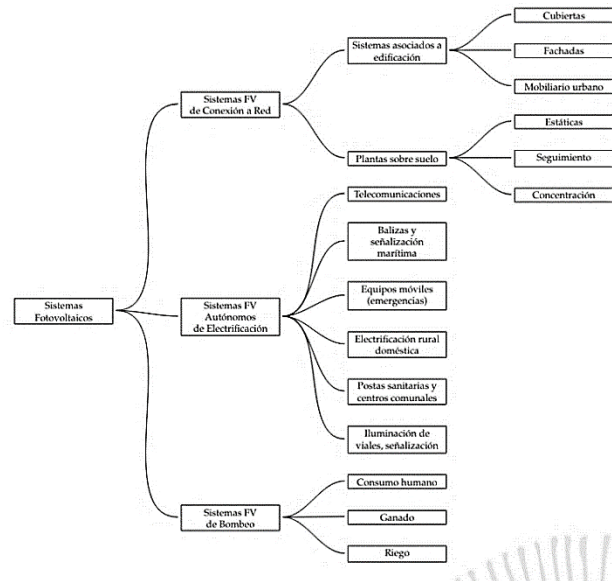 Sistemas
Fotovoltaicos
Sistemas FV
de Conexión a Red
Sistemas asociados a
edificación
Cubiertas
Fachadas
Mobiliario urbano
Plantas sobre suelo
Estáticas
Seguimiento
Concentración
Sistemas FV
Autónomos
de Electrificación
Telecomunicaciones
Balizas y
señalización
marítima
Equipos móviles
(emergencias)
Electrificación rural
doméstica
Postas sanitarias y
centros comunales
Iluminación de
viales, señalización
Sistemas FV
de Bombeo
Consumo humano
Ganado
Riego